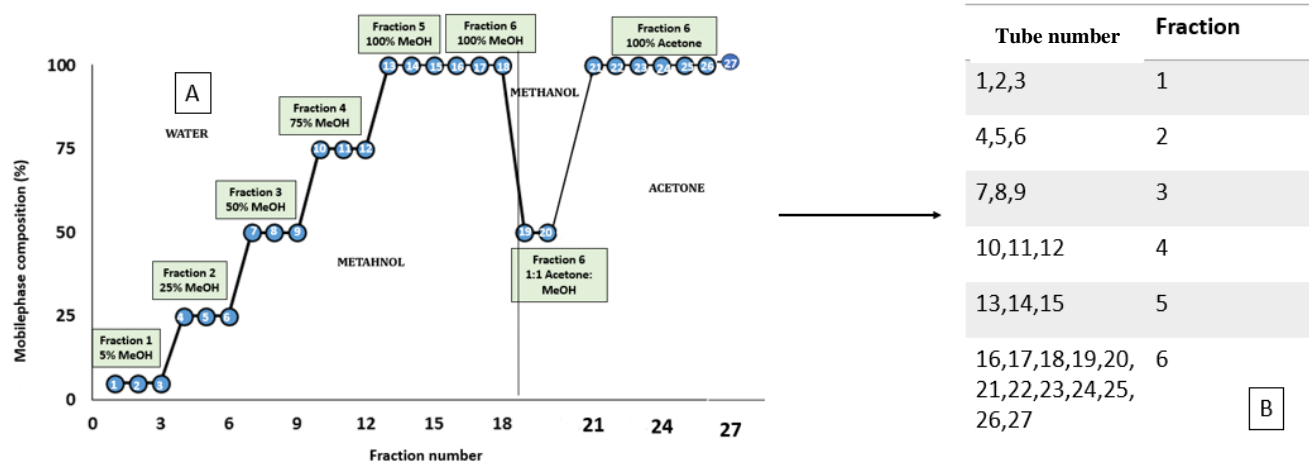 Fraction 5
100% MeOH
Fraction 6
100% MeOH
Fraction 6
100% Acetone
100
75
50
25
0
Mobilephase composition (%)
A
WATER
Fraction 4
75% MeOH
METHANOL
Fraction 3
50% MeOH
ACETONE
METAHNOL
Fraction 2
25% MeOH
Fraction 6
1:1 Acetone:
MeOH
Fraction 1
5% MeOH
1 2 3
4 5 6
7 8 9
10 11 12
13 14 15 16 17 18
19 20
21 22 23 24 25 26 27
0 3 6 9 12 15 18 21 24 27
Fraction number
Tube number Fraction
1,2,3 1
4,5,6 2
7,8,9 3
10,11,12 4
13,14,15 5
16,17,18,19,20, 6
21,22,23,24,25,
26,27
B